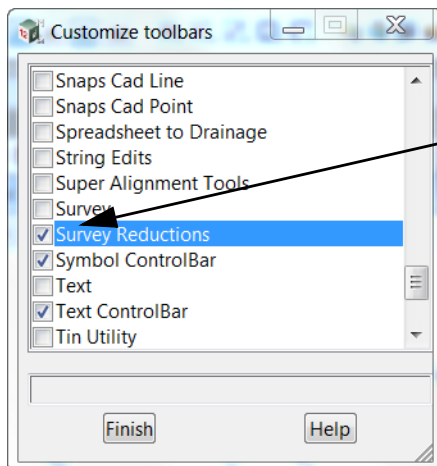 Customize toolbars
Snaps Cad Line
Snaps Cad Point
Spreadsheet to Drainage
String Edits
Super Alignment Tools
Survey
Survey Reductions
Symbol ControlBar
Text
Text ControlBar
Tin Utility
Finish Help